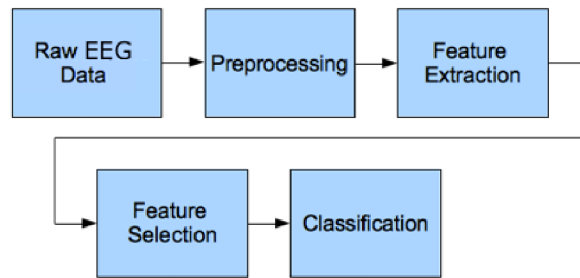 Raw EEG
Data
Preprocessing
Feature
Extraction
Feature
Selection
Classification